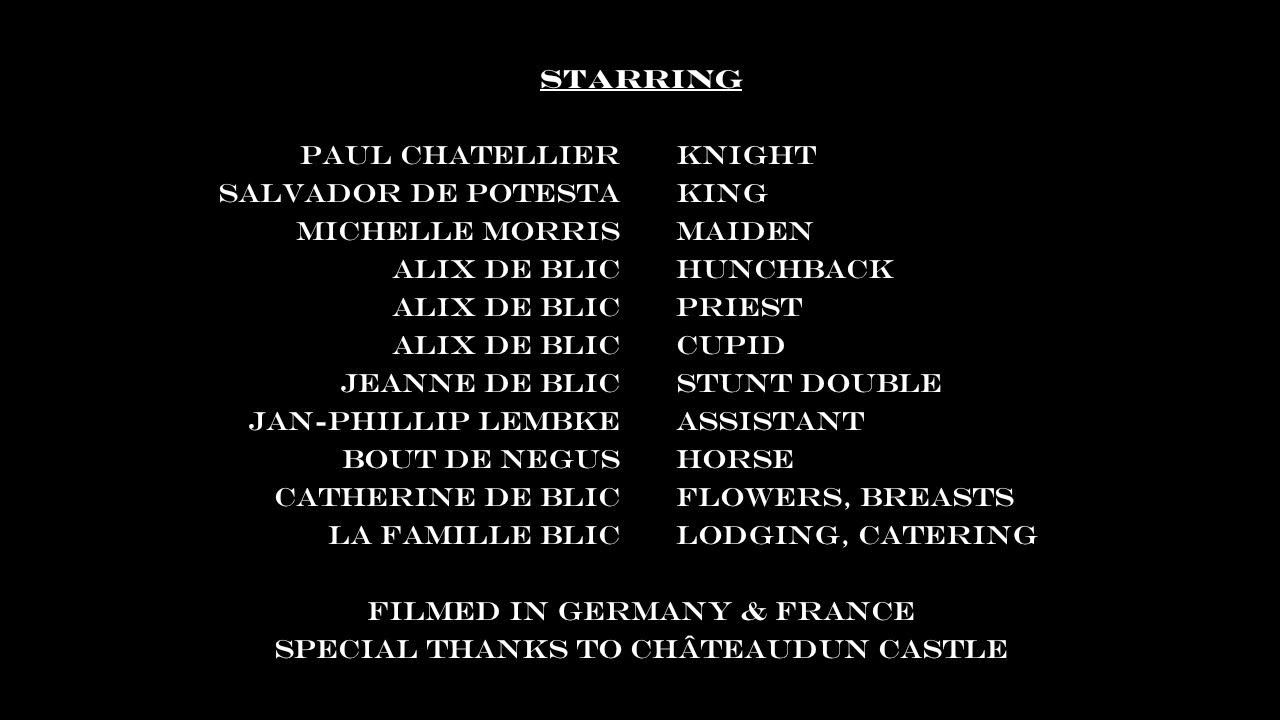 STARRING
PAUL CHATELLIER KNIGHT
SALVADOR DE POTESTA KING
MICHELLE MORRIS MAIDEN
ALIX DE BLIC HUNCHBACK
ALIX DE BLIC PRIEST
ALIX DE BLIC CUPID
JEANNE DE BLIC STUNT DOUBLE
JAN-PHILLIP LEMBKE ASSISTANT
BOUT DE NEGUS HORSE
CATHERINE DE BLIC FLOWERS, BREASTS
LA FAMILLE BLIC LODGING, CATERING
FILMED IN GERMANY & FRANCE
SPECIAL THANKS TO CHÂTEAUDUN CASTLE